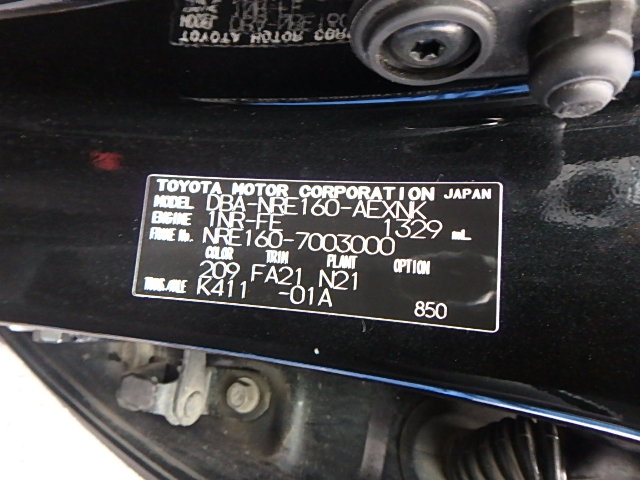 TOYOTA MOTOR CORPORATION JAPAN
MODEL DBA-NRE160-AEXNK
ENGINE 1NR-FE 1329 mL
FRAME No. NRE160-7003000
COLOR TRIM PLANT OPTION
209 FA21 N21
TRANS./AXLE K411 -01A
850